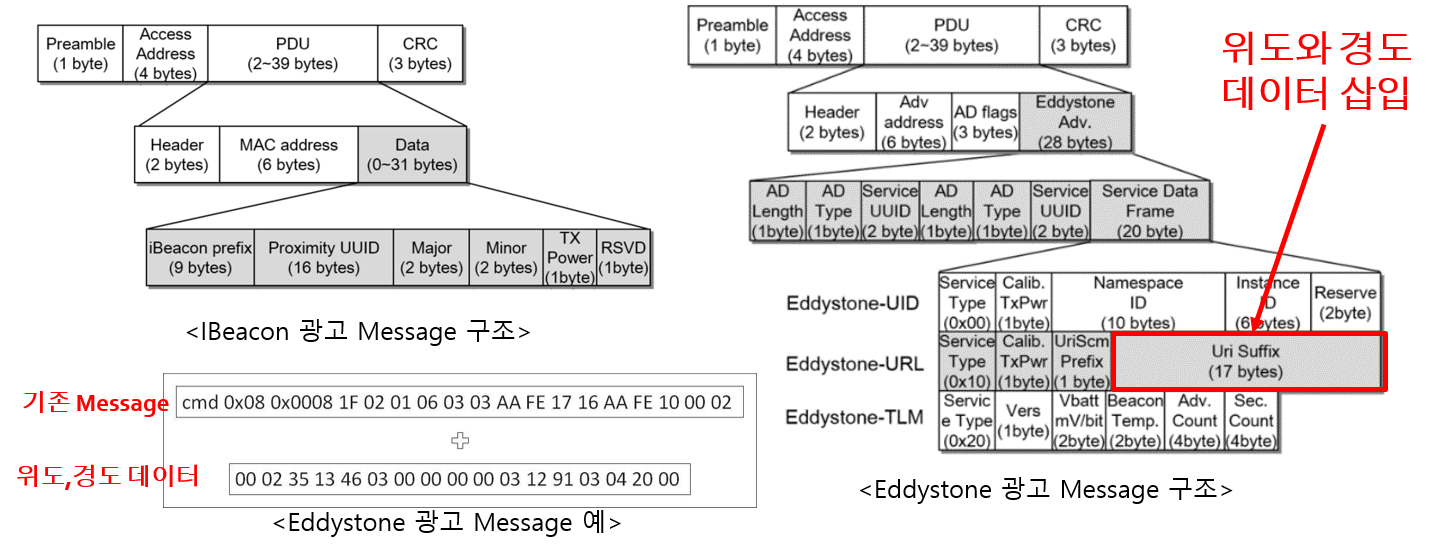 Preamble
(1 byte)
Access
Address
(4 bytes)
PDU
(2~39 bytes)
CRC
(3 bytes)
Header
(2 bytes)
MAC address
(6 bytes)
Data
(0~31 bytes)
iBeacon prefix
(9 bytes)
Proximity UUID
(16 bytes)
Major
(2 bytes)
Minor
(2 bytes)
TX
Power
(1byte)
RSVD
(1byte)
<IBeacon 광고 Message 구조>
기존 Message
cmd 0x08 0x0008 1F 02 01 06 03 03 AA FE 17 16 AA FE 10 00 02
위도,경도 데이터
00 02 35 13 46 03 00 00 00 00 03 12 91 03 04 20 00
<Eddystone 광고 Message 예>
Preamble
(1 byte)
Access
Address
(4 bytes)
PDU
(2~39 bytes)
CRC
(3 bytes)
위도와 경도
데이터 삽입
Header
(2 bytes)
Adv
address
(6 bytes)
AD flags
(3 bytes)
Eddystone
Adv.
(28 bytes)
AD
Length
(1byte)
AD
Type
(1byte)
Service
UUID
(2 byte)
AD
Length
(1byte)
AD
Type
(1byte)
Service
UUID
(2 byte)
Service Data
Frame
(20 byte)
Eddystone-UID
Service
Type
(0x00)
Calib.
TxPwr
(1byte)
Namespace
ID
(10 bytes)
Instance
ID
(6 bytes)
Reserve
(2byte)
Eddystone-URL
Service
Type
(0x10)
Calib.
TxPwr
(1byte)
UriScm
Prefix
(1 byte)
Uri Suffix
(17 bytes)
Eddystone-TLM
Servic
e Type
(0x20)
Vers
(1byte)
Vbatt
mV/bit
(2byte)
Beacon
Temp.
(2byte)
Adv.
Count
(4byte)
Sec.
Count
(4byte)
<Eddystone 광고 Message 구조>